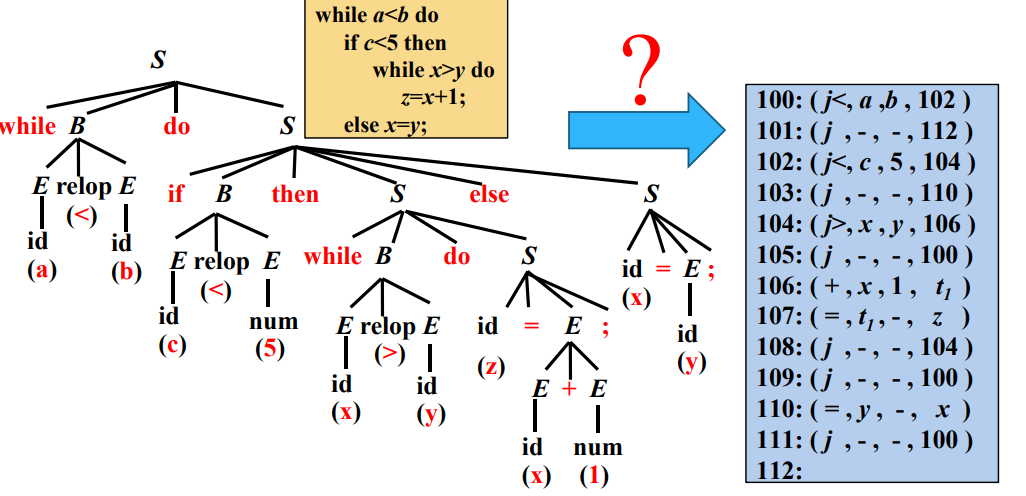 while a<b do
if c<5 then
while x>y do
z=x+1;
else x=y;
?
S
while B do S
E relop E
(<)
id id
(a) (b)
if B then S else S
E relop E
(<)
id num
(c) (5)
while B do S
E relop E
(>)
id id
(x) (y)
id = E ;
(z)
E + E
id num
(x) (1)
id = E ;
(x)
id
(y)
100: ( j<, a ,b , 102 )
101: ( j , - , - , 112 )
102: ( j<, c , 5 , 104 )
103: ( j , - , - , 110 )
104: ( j>, x , y , 106 )
105: ( j , - , - , 100 )
106: ( + , x , 1 , t1 )
107: ( = , t1 , - , z )
108: ( j , - , - , 104 )
109: ( j , - , - , 100 )
110: ( = , y , - , x )
111: ( j , - , - , 100 )
112: